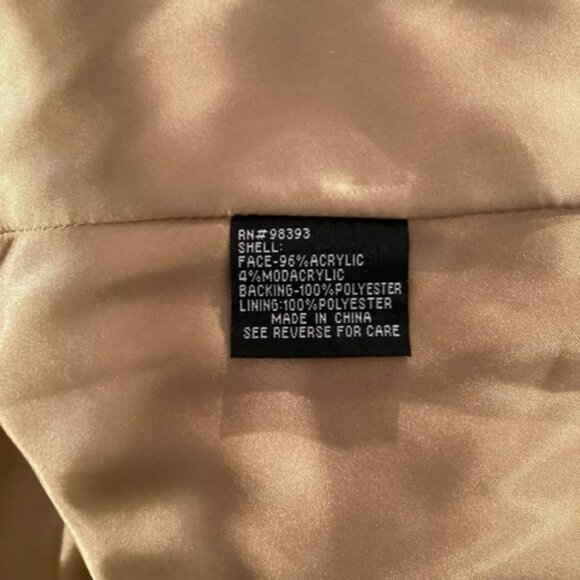 RN#98393
SHELL:
FACE-96%ACRYLIC
4%MODACRYLIC
BACKING-100%POLYESTER
LINING:100%POLYESTER
MADE IN CHINA
SEE REVERSE FOR CARE